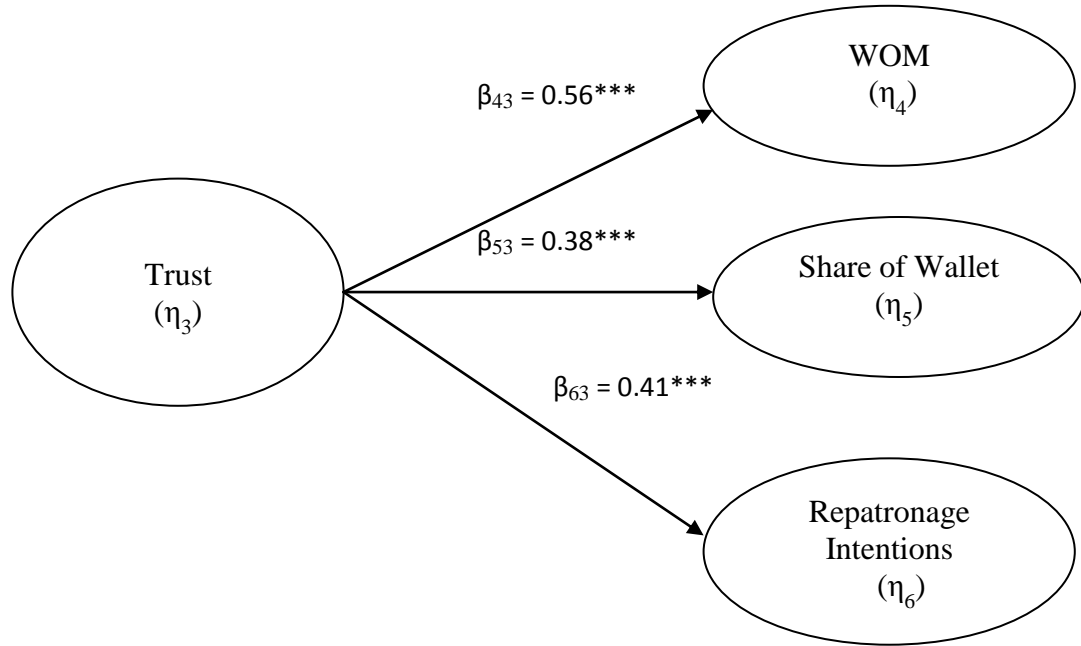 WOM
(η₄)
β₄₃ = 0.56***
β₅₃ = 0.38***
Trust
(η₃)
Share of Wallet
(η₅)
β₆₃ = 0.41***
Repatronage
Intentions
(η₆)